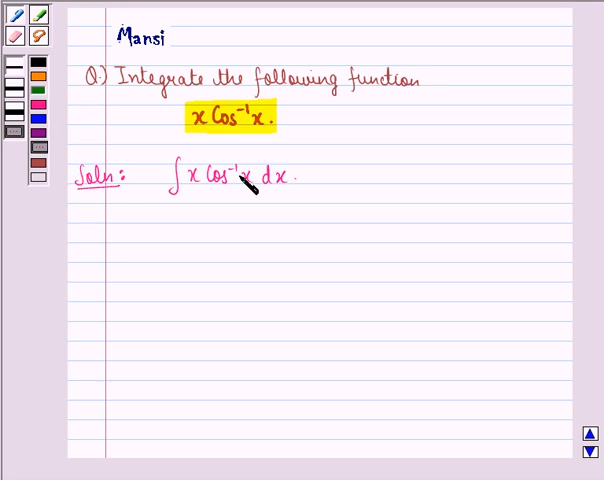 Mansi
Q.) Integrate the following function
x Cos⁻¹x.
Soln: ∫ x Cos⁻¹x dx.